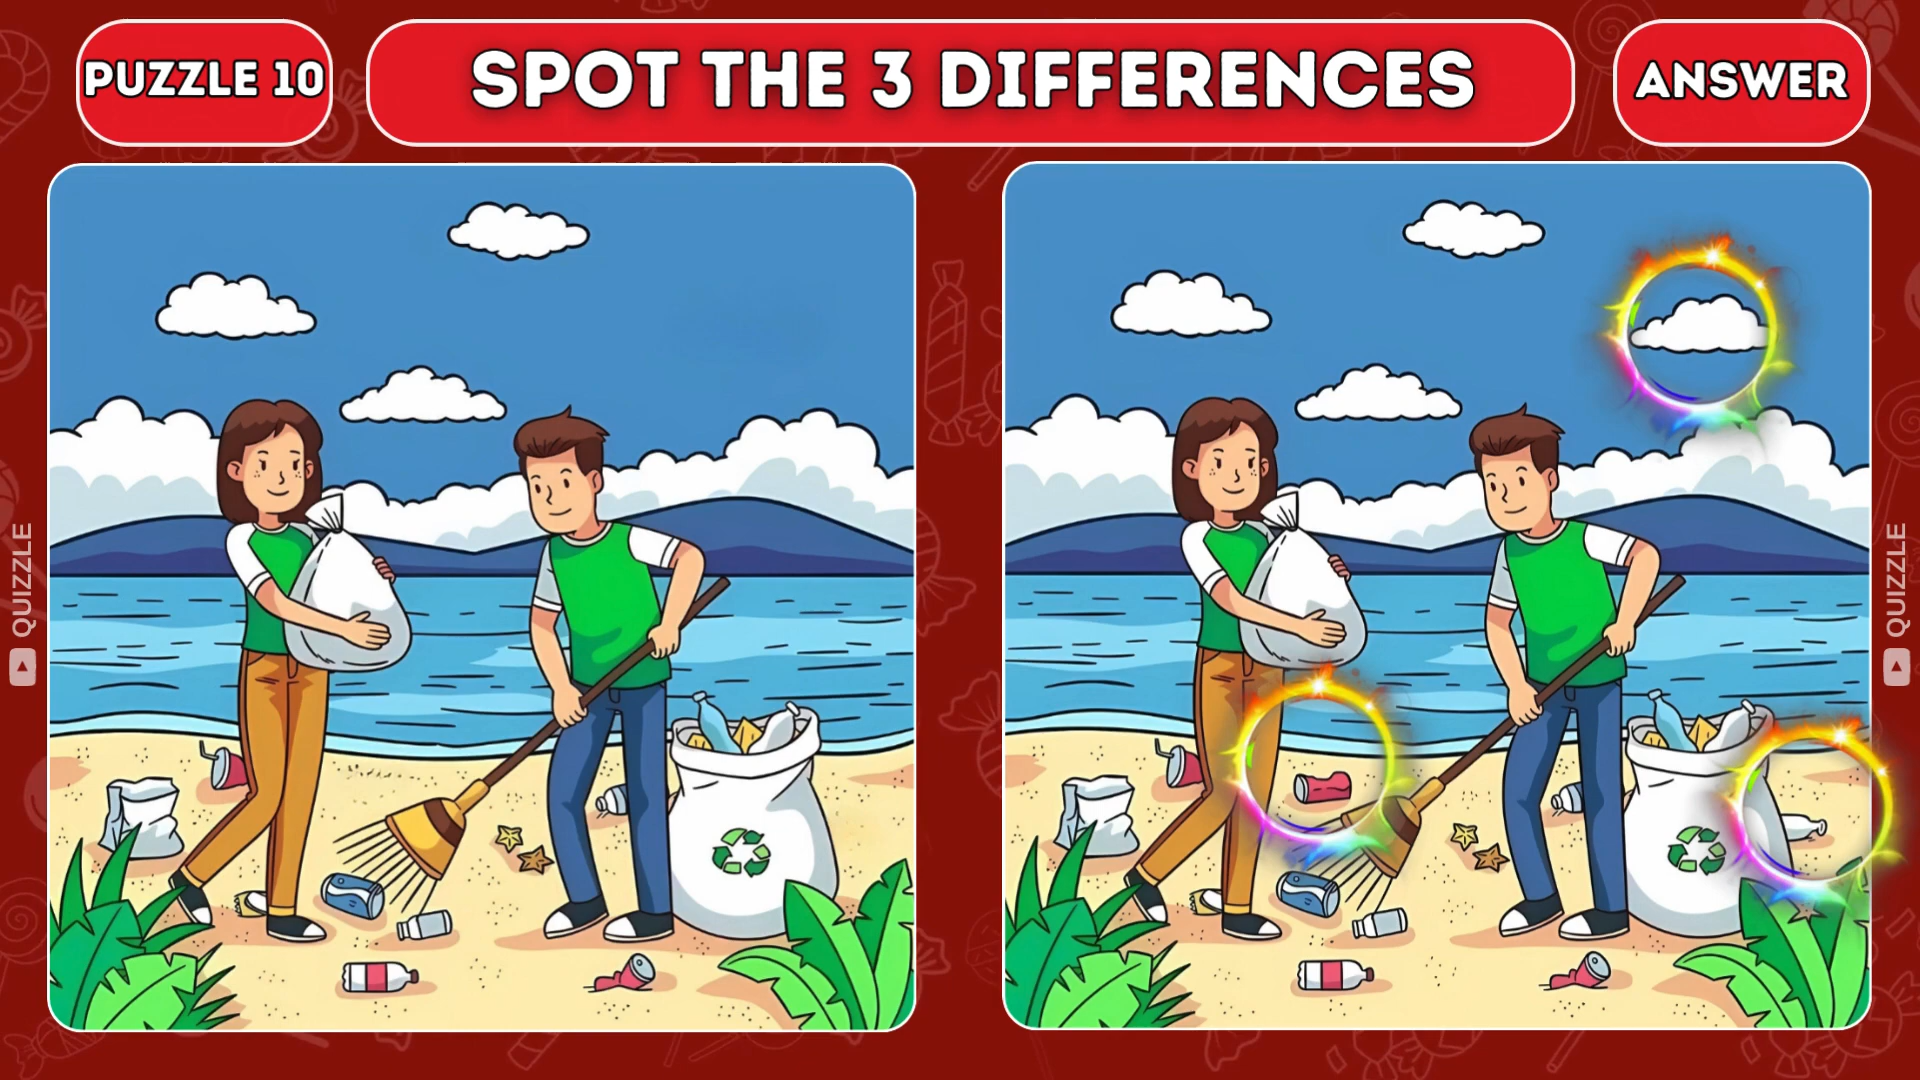 PUZZLE 10
SPOT THE 3 DIFFERENCES
ANSWER
QUIZZLE
QUIZZLE